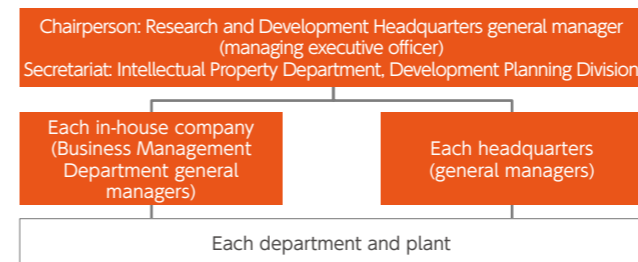 Chairperson: Research and Development Headquarters general manager
(managing executive officer)
Secretariat: Intellectual Property Department, Development Planning Division
Each in-house company
(Business Management
Department general
managers)
Each headquarters
(general managers)
Each department and plant